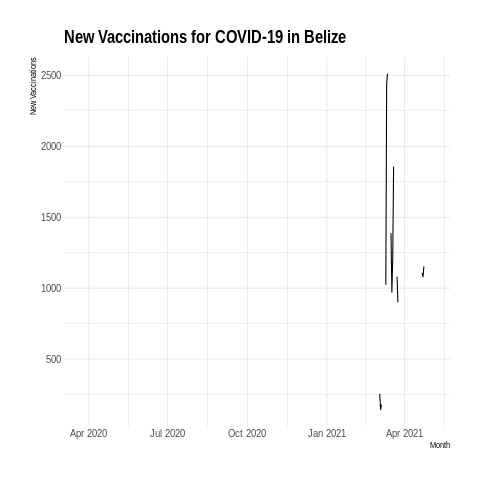 New Vaccinations for COVID-19 in Belize
New Vaccinations
2500
2000
1500
1000
500
Apr 2020 Jul 2020 Oct 2020 Jan 2021 Apr 2021
Month